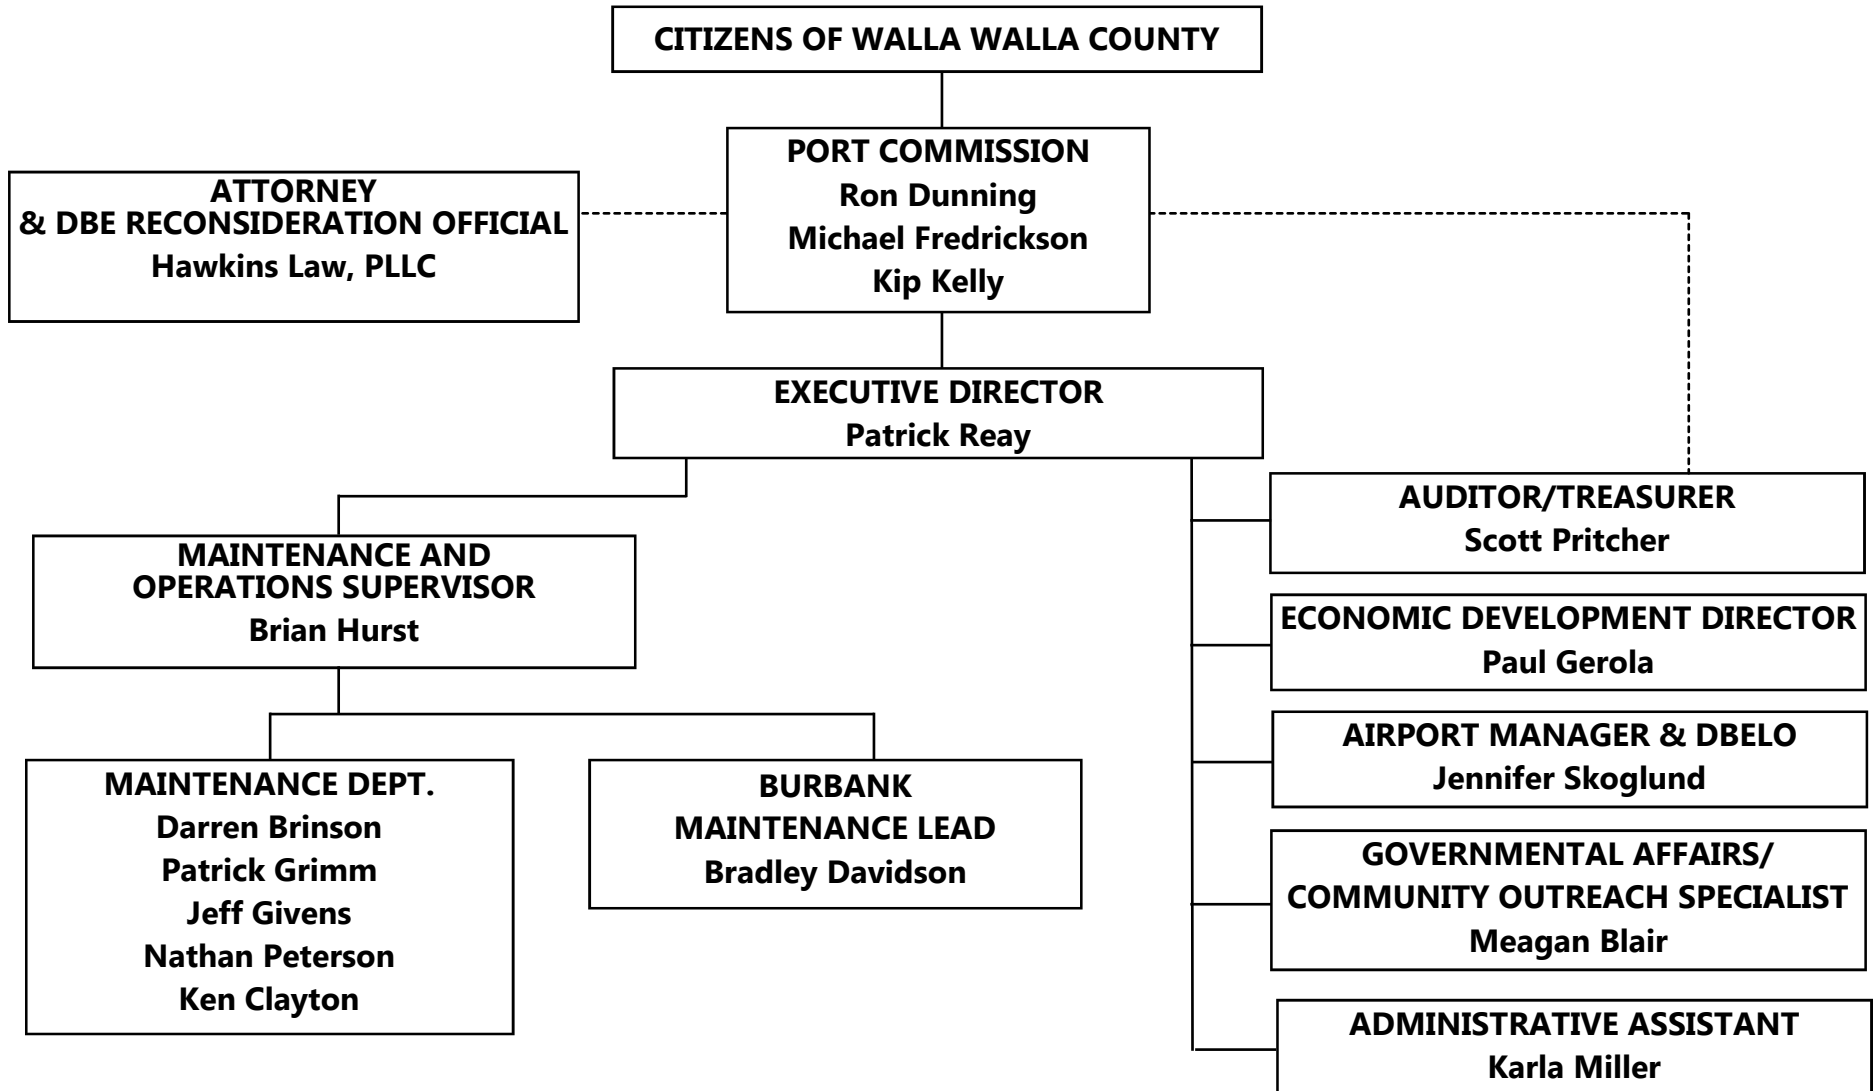 CITIZENS OF WALLA WALLA COUNTY
PORT COMMISSION
Ron Dunning
Michael Fredrickson
Kip Kelly
ATTORNEY
& DBE RECONSIDERATION OFFICIAL
Hawkins Law, PLLC
EXECUTIVE DIRECTOR
Patrick Reay
MAINTENANCE AND
OPERATIONS SUPERVISOR
Brian Hurst
MAINTENANCE DEPT.
Darren Brinson
Patrick Grimm
Jeff Givens
Nathan Peterson
Ken Clayton
BURBANK
MAINTENANCE LEAD
Bradley Davidson
AUDITOR/TREASURER
Scott Pritcher
ECONOMIC DEVELOPMENT DIRECTOR
Paul Gerola
AIRPORT MANAGER & DBELO
Jennifer Skoglund
GOVERNMENTAL AFFAIRS/
COMMUNITY OUTREACH SPECIALIST
Meagan Blair
ADMINISTRATIVE ASSISTANT
Karla Miller